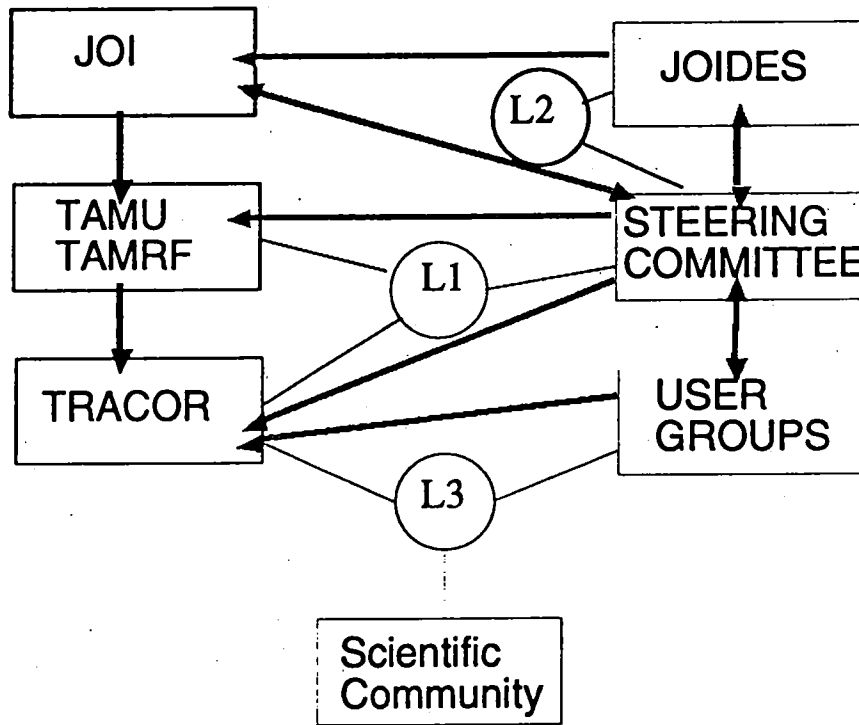 JOI
JOIDES
L2
TAMU
TAMRF
STEERING
COMMITTEE
L1
TRACOR
USER
GROUPS
L3
Scientific
Community